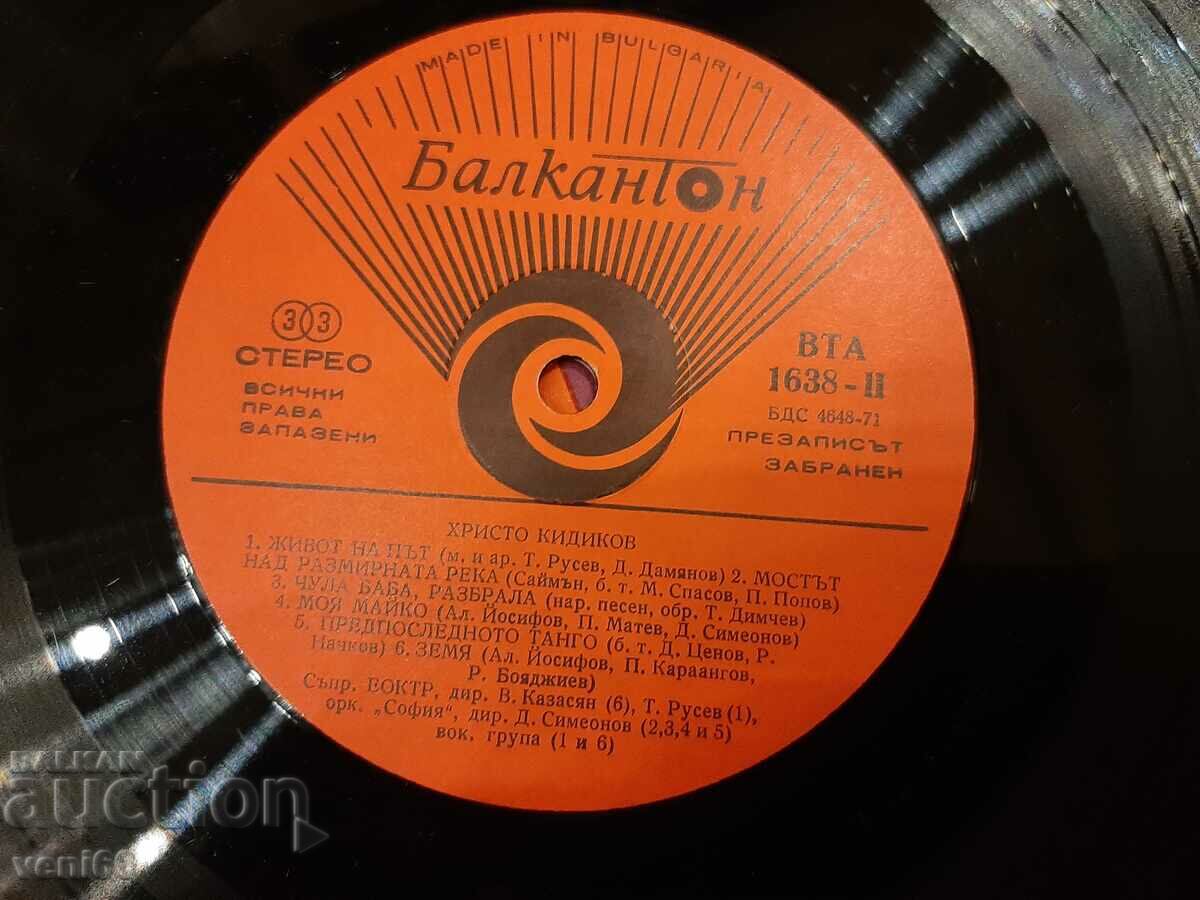 MADE IN BULGARIA
Балкантон
33
СТЕРЕО
ВСИЧКИ
ПРАВА
ЗАПАЗЕНИ
ВТА
1638 - II
БДС 4648-71
ПРЕЗАПИСЪТ
ЗАБРАНЕН
ХРИСТО КИДИКОВ
1. ЖИВОТ НА ПЪТ (м. и ар. Т. Русев, Д. Дамянов) 2. МОСТЪТ
НАД РАЗМИРНАТА РЕКА (Саймън, б. т. М. Спасов, П. Попов)
3. ЧУЛА БАБА, РАЗБРАЛА (нар. песен, обр. Т. Димчев)
4. МОЯ МАЙКО (Ал. Йосифов, П. Матев, Д. Симеонов)
5. ПРЕДПОСЛЕДНОТО ТАНГО (б. т. Д. Ценов, Р.
Начков) 6. ЗЕМЯ (Ал. Йосифов, П. Караангов,
Р. Бояджиев)
Съпр. ЕОКТР, дир. В. Казасян (6), Т. Русев (1),
орк. „София“, дир. Д. Симеонов (2,3,4 и 5)
вок. група (1 и 6)
BALKAN
auction
veni68